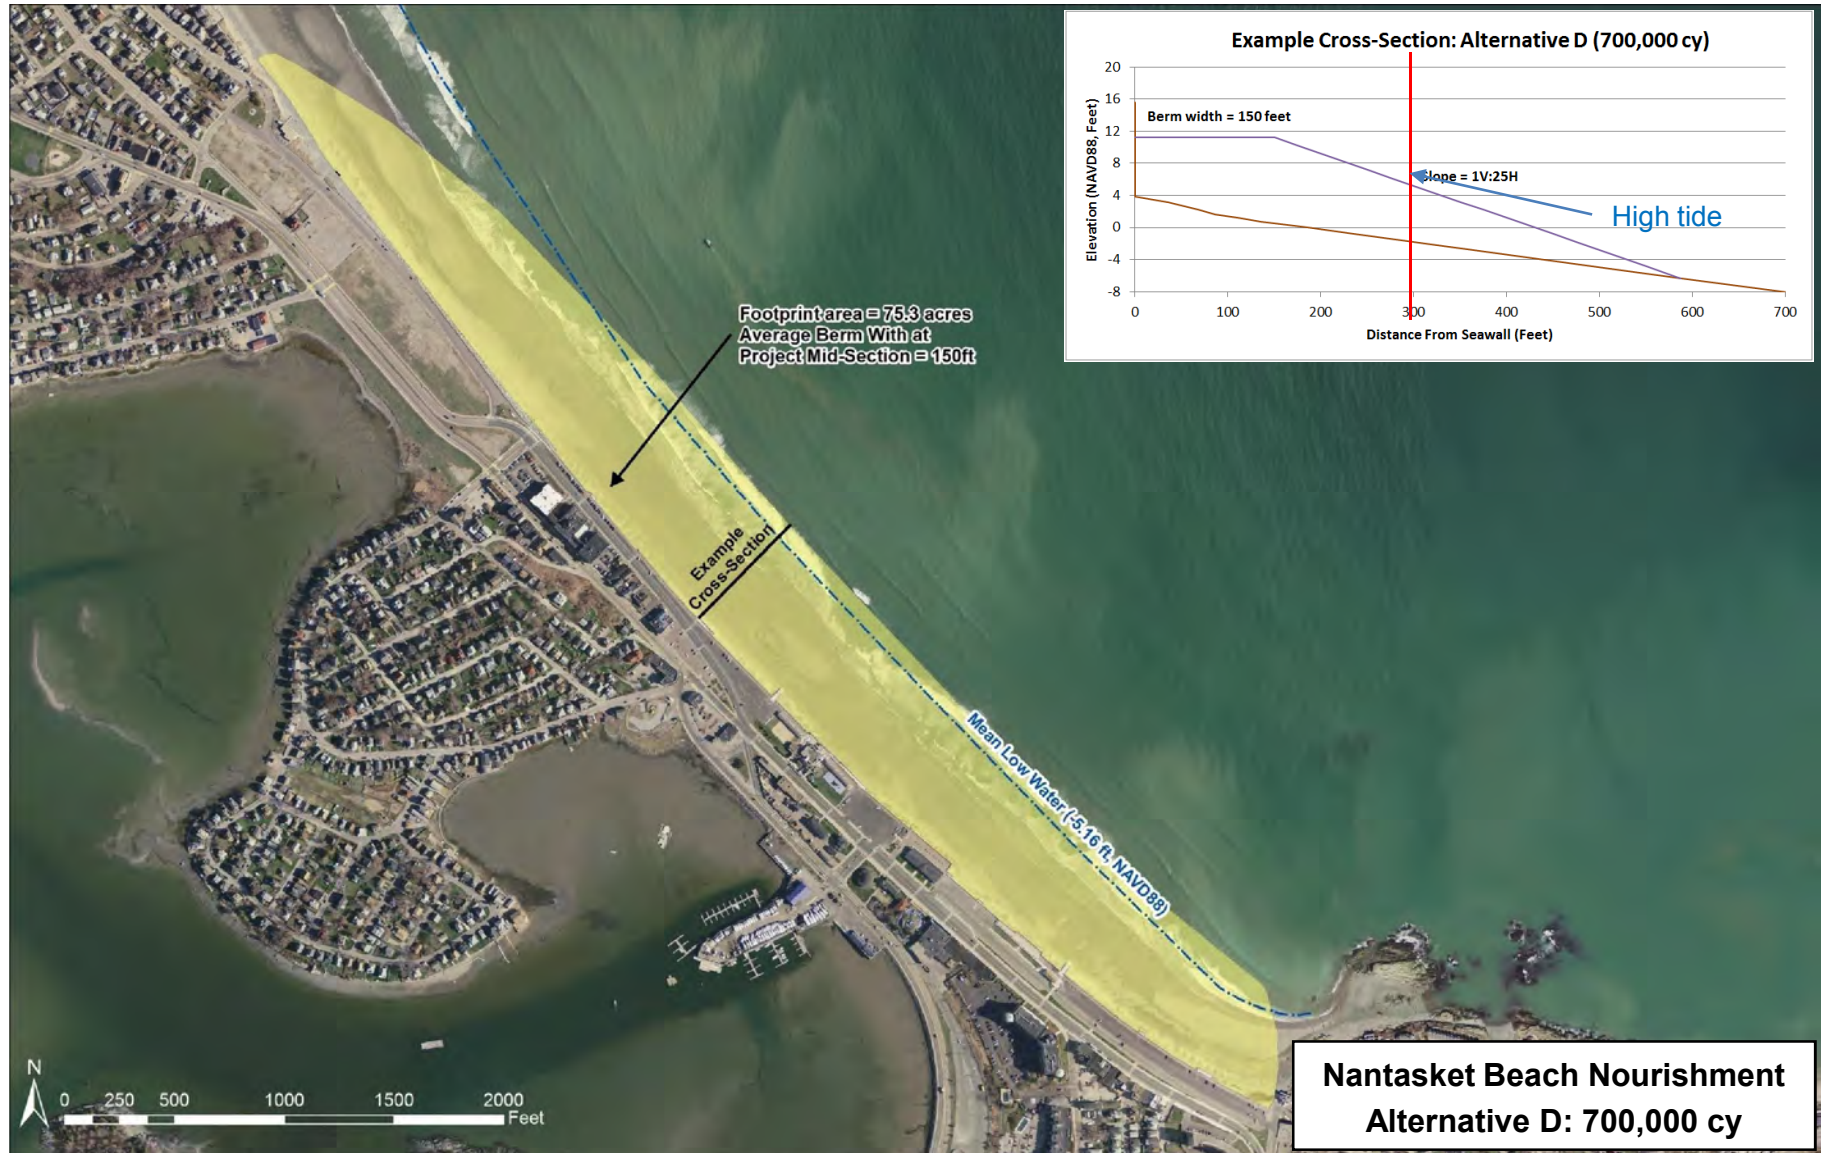 Example Cross-Section: Alternative D (700,000 cy)
20
16
12
8
4
0
-4
-8
Elevation (NAVD88, Feet)
Berm width = 150 feet
Slope = 1V:25H
High tide
0 100 200 300 400 500 600 700
Distance From Seawall (Feet)
Footprint area = 75.3 acres
Average Berm With at
Project Mid-Section = 150ft
Example
Cross-Section
Mean Low Water (-5.16 ft, NAVD88)
N
0 250 500 1000 1500 2000
Feet
Nantasket Beach Nourishment
Alternative D: 700,000 cy